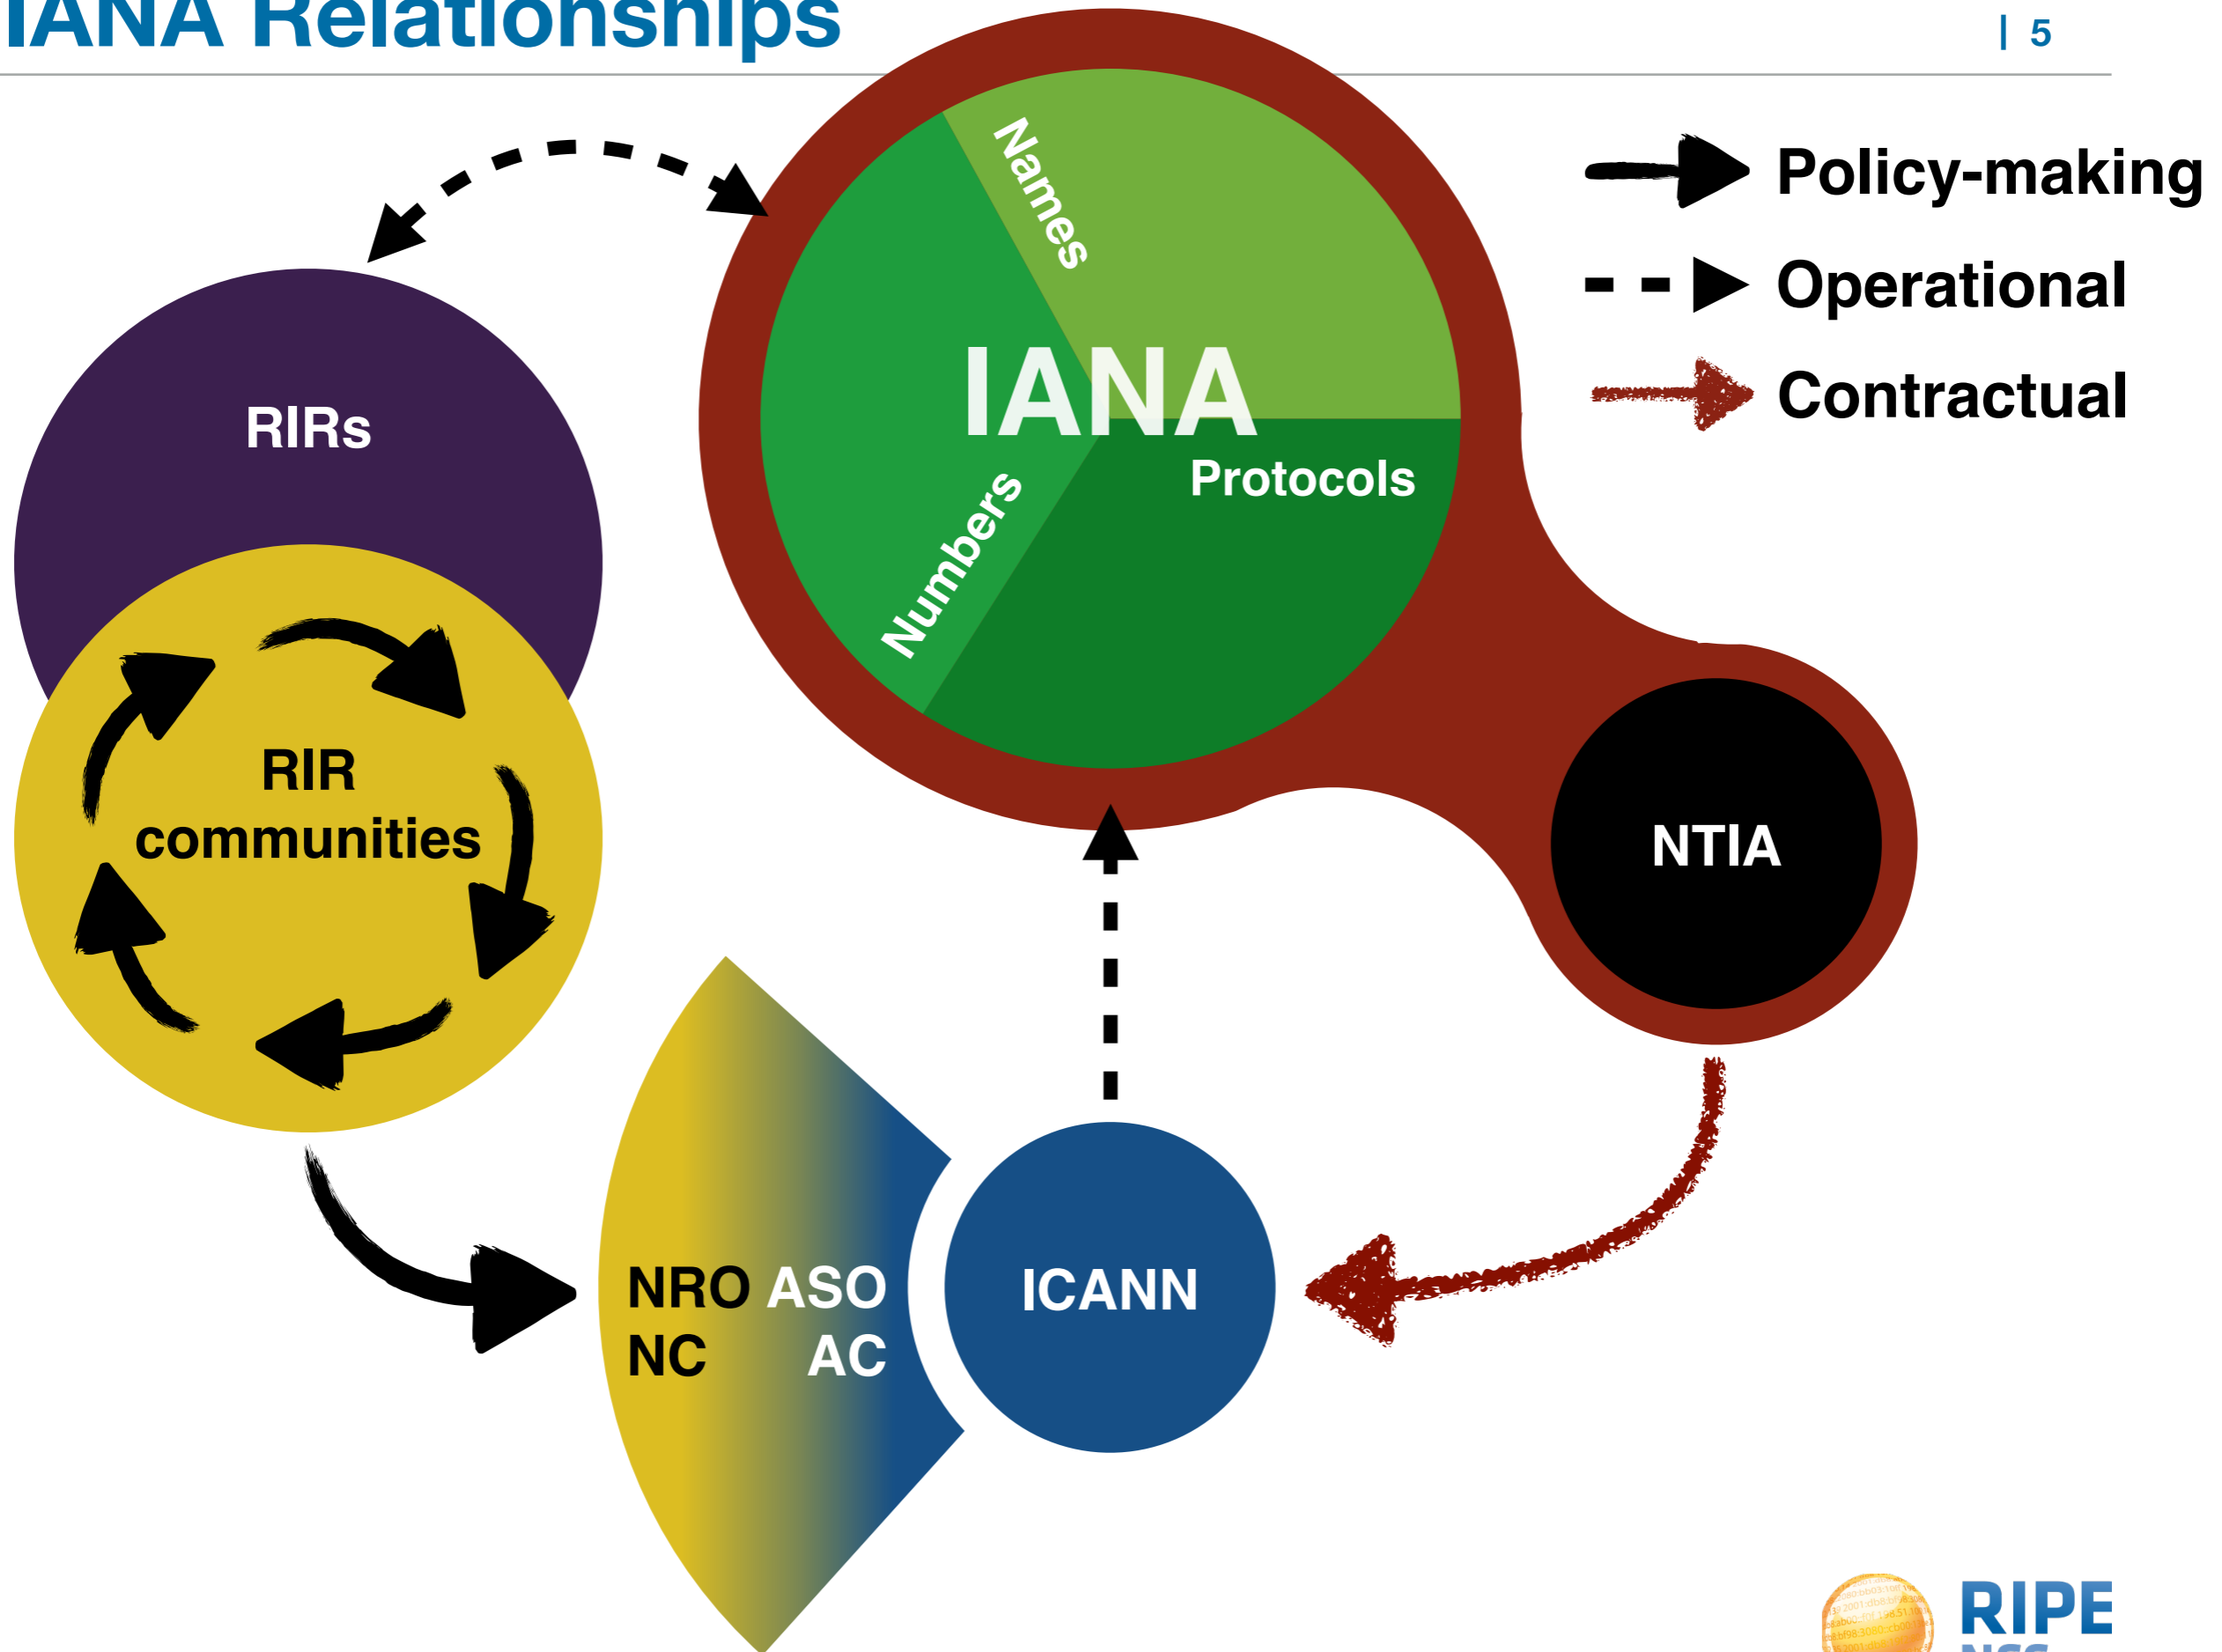 IANA Relationships
| 5
Policy-making
Operational
Contractual
Names
IANA
Protocols
Numbers
RIRs
RIR
communities
NTIA
NRO ASO
NC AC
ICANN
RIPE
NCC